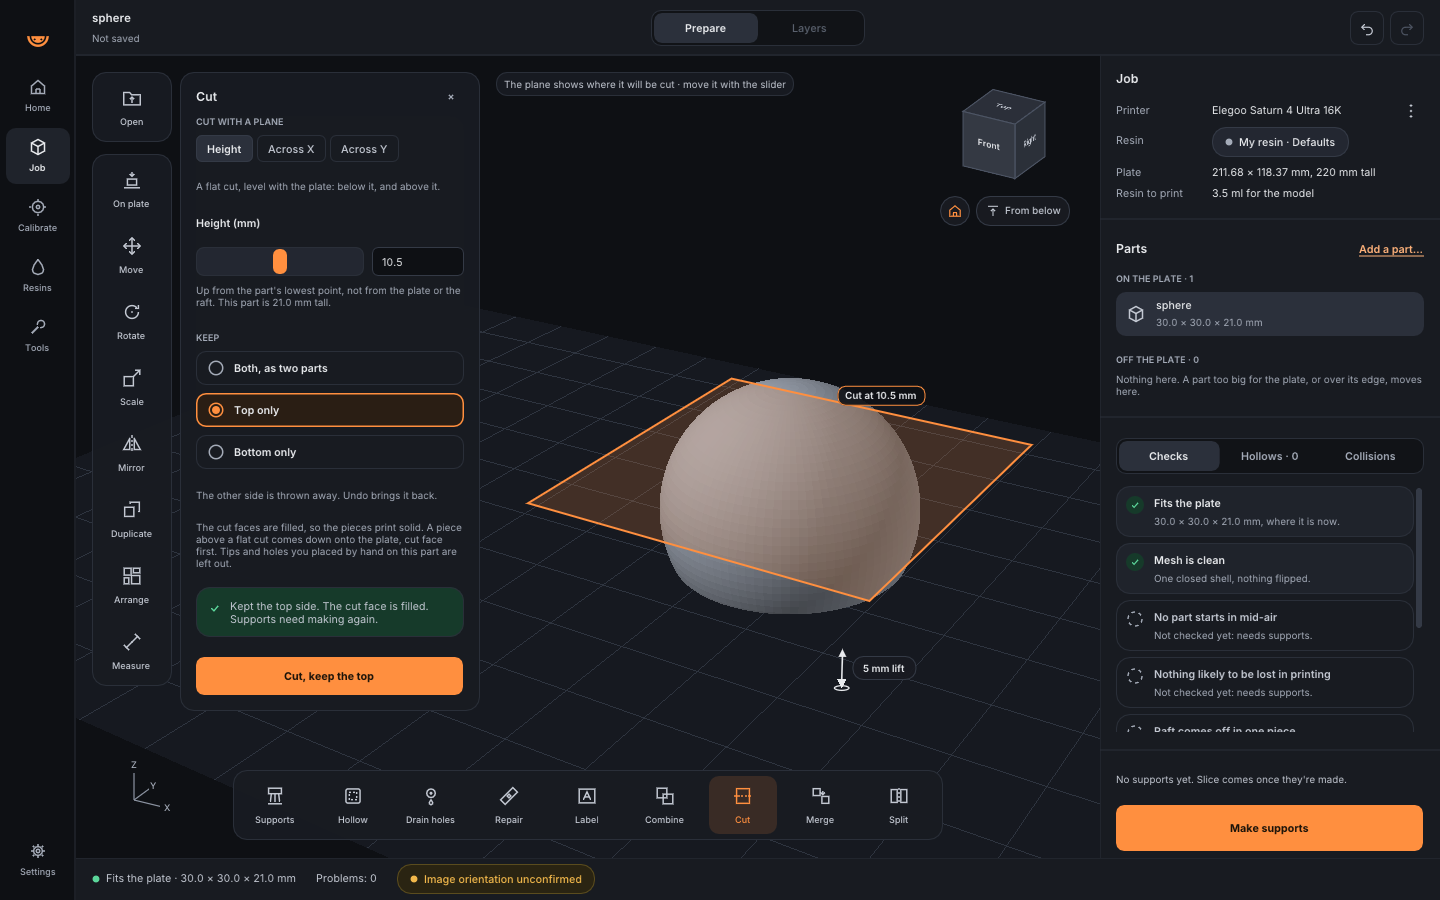 sphere
Not saved
Prepare
Layers
Home
Job
Calibrate
Resins
Tools
Settings
Open
On plate
Move
Rotate
Scale
Mirror
Duplicate
Arrange
Measure
Cut
×
CUT WITH A PLANE
Height
Across X
Across Y
A flat cut, level with the plate: below it, and above it.
Height (mm)
10.5
Up from the part's lowest point, not from the plate or the
raft. This part is 21.0 mm tall.
KEEP
Both, as two parts
Top only
Bottom only
The other side is thrown away. Undo brings it back.
The cut faces are filled, so the pieces print solid. A piece
above a flat cut comes down onto the plate, cut face
first. Tips and holes you placed by hand on this part are
left out.
Kept the top side. The cut face is filled.
Supports need making again.
Cut, keep the top
The plane shows where it will be cut · move it with the slider
Top
Front
Right
From below
Cut at 10.5 mm
5 mm lift
Z
Y
X
Supports
Hollow
Drain holes
Repair
Label
Combine
Cut
Merge
Split
Job
Printer
Elegoo Saturn 4 Ultra 16K
Resin
My resin · Defaults
Plate
211.68 × 118.37 mm, 220 mm tall
Resin to print
3.5 ml for the model
Parts
Add a part...
ON THE PLATE · 1
sphere
30.0 × 30.0 × 21.0 mm
OFF THE PLATE · 0
Nothing here. A part too big for the plate, or over its edge, moves
here.
Checks
Hollows · 0
Collisions
Fits the plate
30.0 × 30.0 × 21.0 mm, where it is now.
Mesh is clean
One closed shell, nothing flipped.
No part starts in mid-air
Not checked yet: needs supports.
Nothing likely to be lost in printing
Not checked yet: needs supports.
Raft comes off in one piece
No supports yet. Slice comes once they're made.
Make supports
Fits the plate · 30.0 × 30.0 × 21.0 mm
Problems: 0
Image orientation unconfirmed